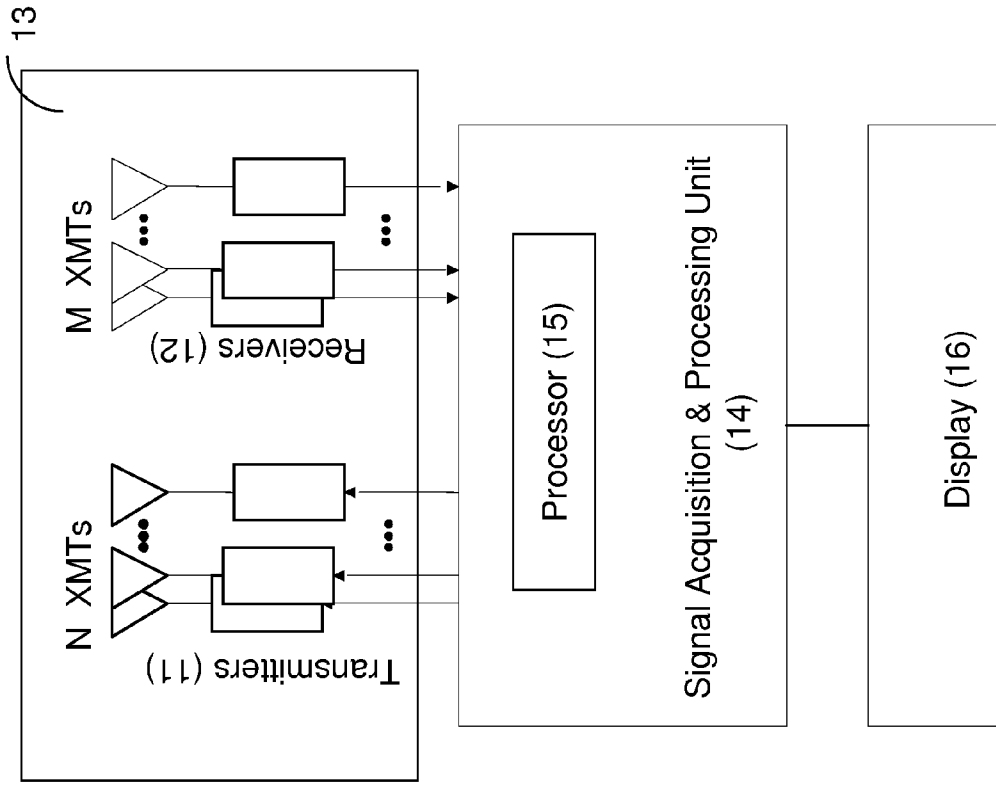 13
N XMTs
M XMTs
Transmitters (11)
Receivers (12)
Processor (15)
Signal Acquisition & Processing Unit
(14)
Display (16)